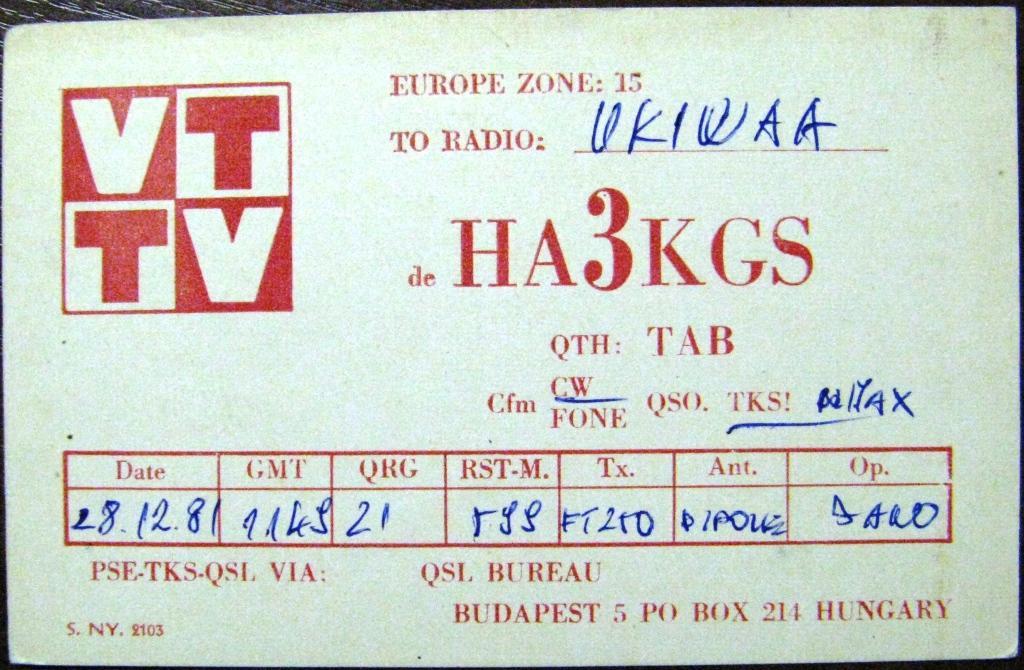 VT
TV
EUROPE ZONE: 15
TO RADIO: UK1WAA
de HA3KGS
QTH: TAB
Cfm CW FONE QSO. TKS!
Date GMT QRG RST-M. Tx. Ant. Op.
28.12.81 1149 21 599 FT250 DIPOLE
PSE-TKS-QSL VIA: QSL BUREAU
BUDAPEST 5 PO BOX 214 HUNGARY
S. NY. 2103